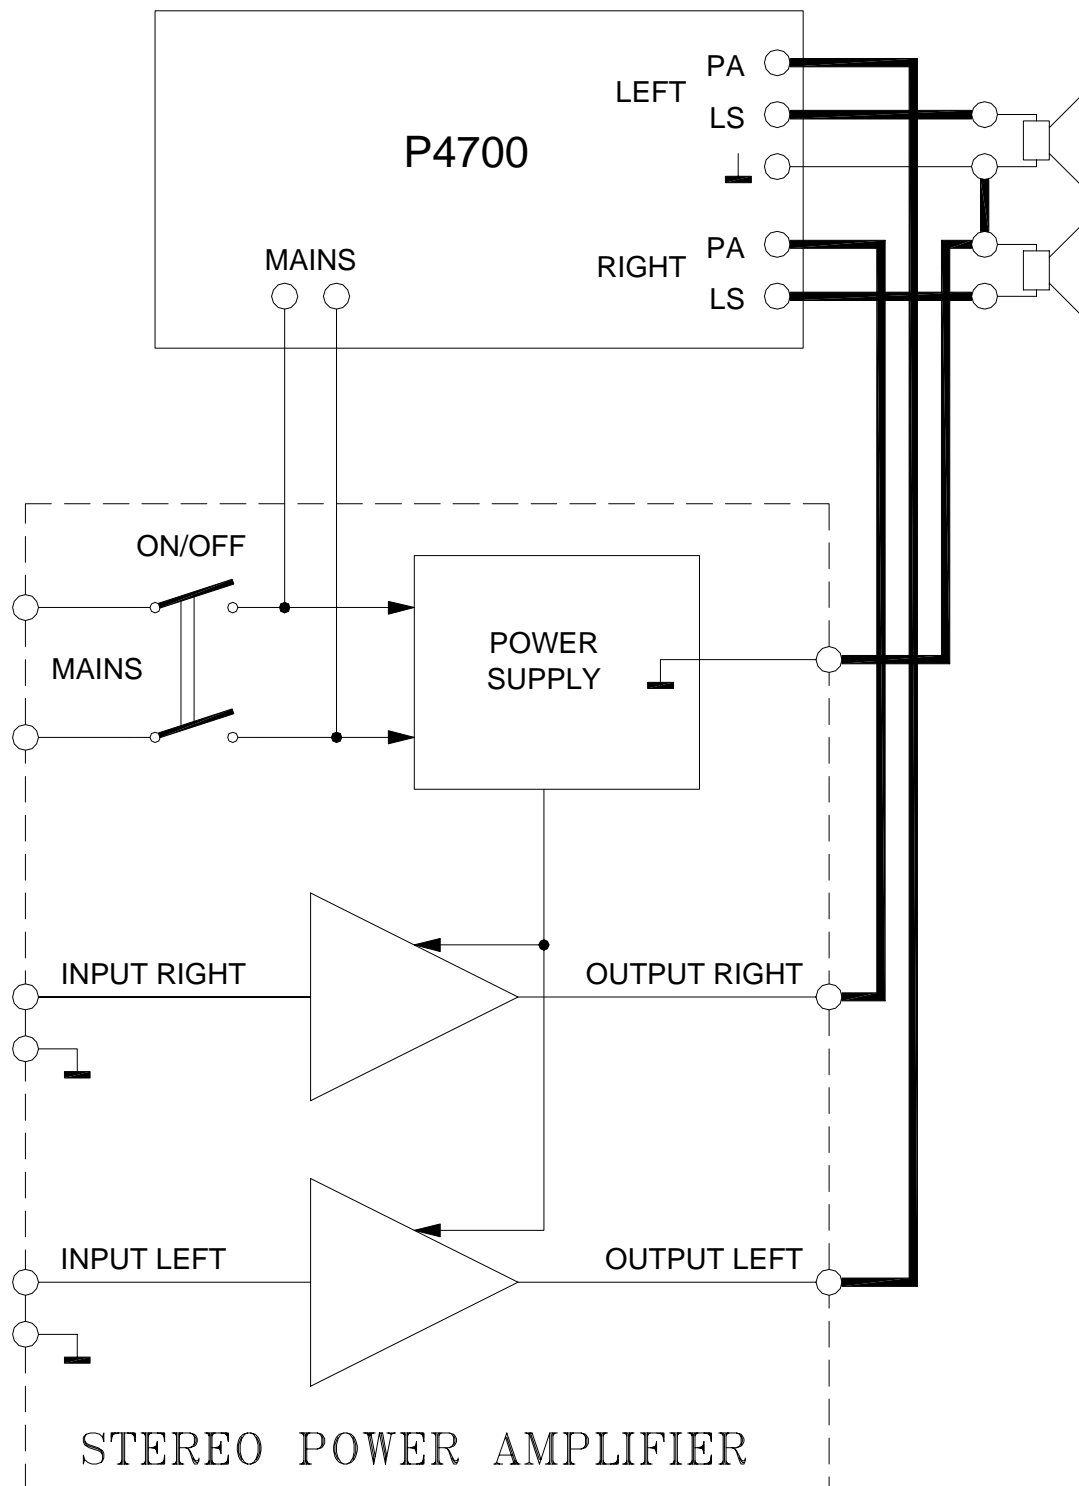 PA
LEFT
LS
P4700
PA
MAINS
RIGHT
LS
ON/OFF
POWER
SUPPLY
MAINS
INPUT RIGHT
OUTPUT RIGHT
INPUT LEFT
OUTPUT LEFT
STEREO POWER AMPLIFIER